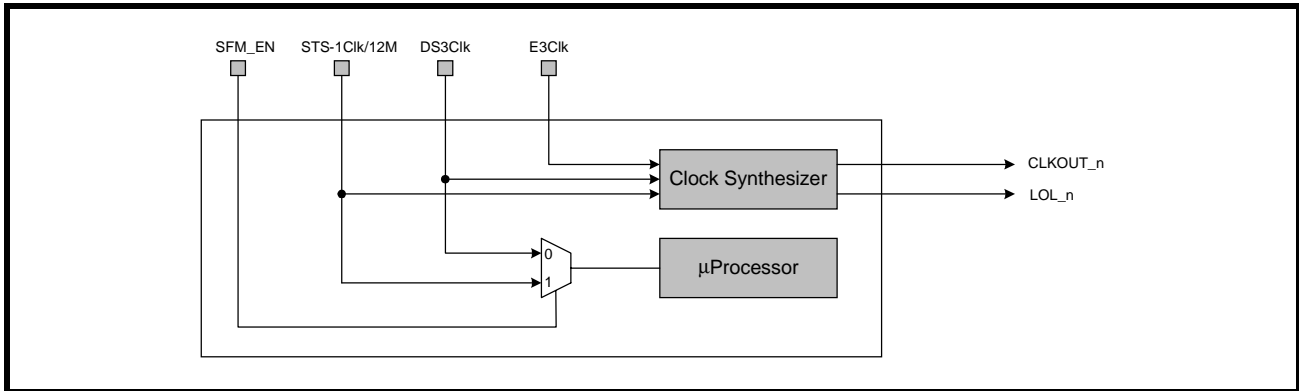 SFM_EN STS-1Clk/12M DS3Clk E3Clk
Clock Synthesizer
CLKOUT_n
LOL_n
0
1
μProcessor